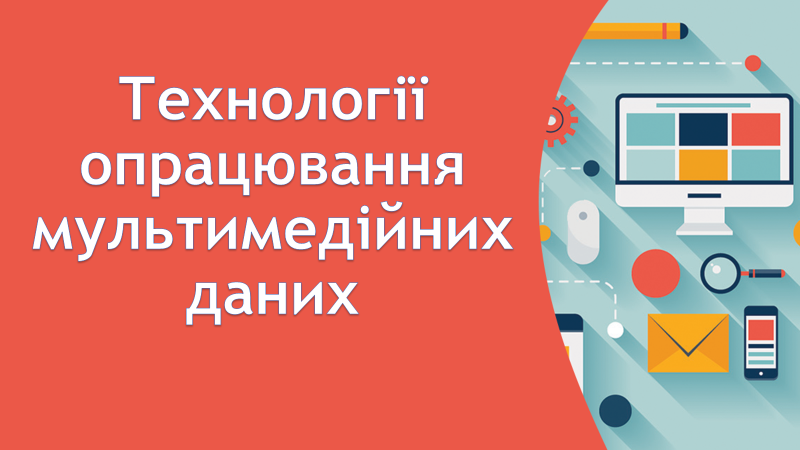 Технології
опрацювання
мультимедійних
даних